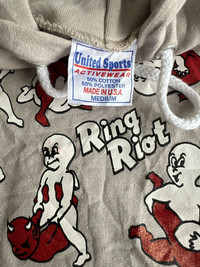 United Sports
ACTIVEWEAR
50% COTTON
50% POLYESTER
MADE IN U.S.A.
MEDIUM
Ring
Riot